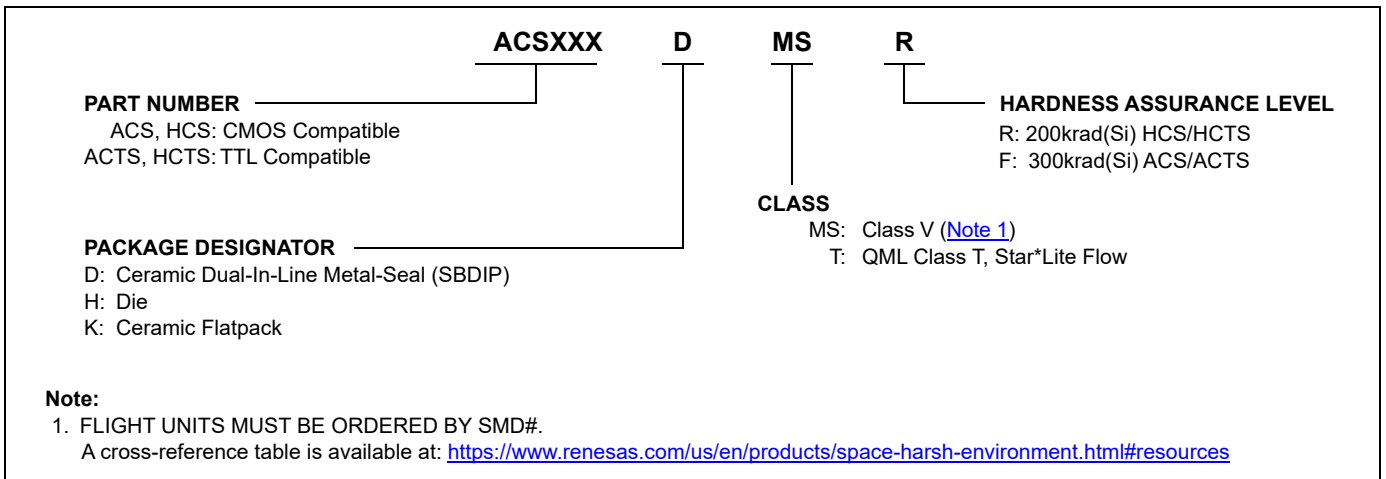 ACSXXX D MS R
PART NUMBER
ACS, HCS: CMOS Compatible
ACTS, HCTS: TTL Compatible
HARDNESS ASSURANCE LEVEL
R: 200krad(Si) HCS/HCTS
F: 300krad(Si) ACS/ACTS
CLASS
MS: Class V (Note 1)
T: QML Class T, Star*Lite Flow
PACKAGE DESIGNATOR
D: Ceramic Dual-In-Line Metal-Seal (SBDIP)
H: Die
K: Ceramic Flatpack
Note:
1. FLIGHT UNITS MUST BE ORDERED BY SMD#.
A cross-reference table is available at: https://www.renesas.com/us/en/products/space-harsh-environment.html#resources